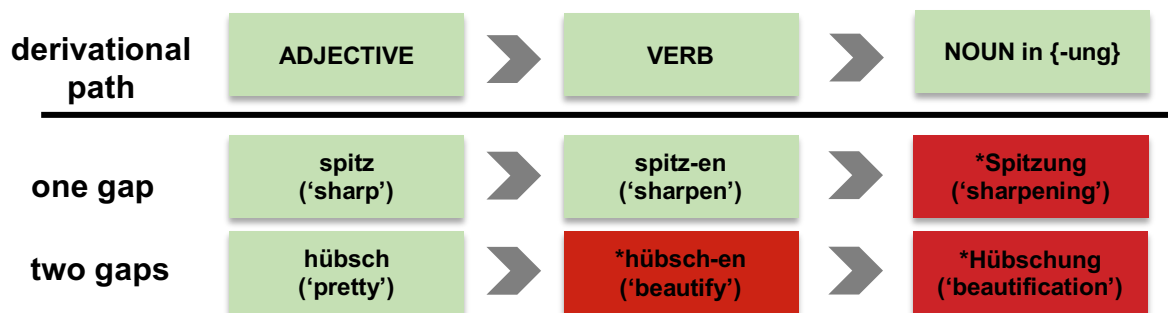 derivational
path
ADJECTIVE
VERB
NOUN in {-ung}
one gap
spitz
(‘sharp’)
spitz-en
(‘sharpen’)
*Spitzung
(‘sharpening’)
two gaps
hübsch
(‘pretty’)
*hübsch-en
(‘beautify’)
*Hübschung
(‘beautification’)